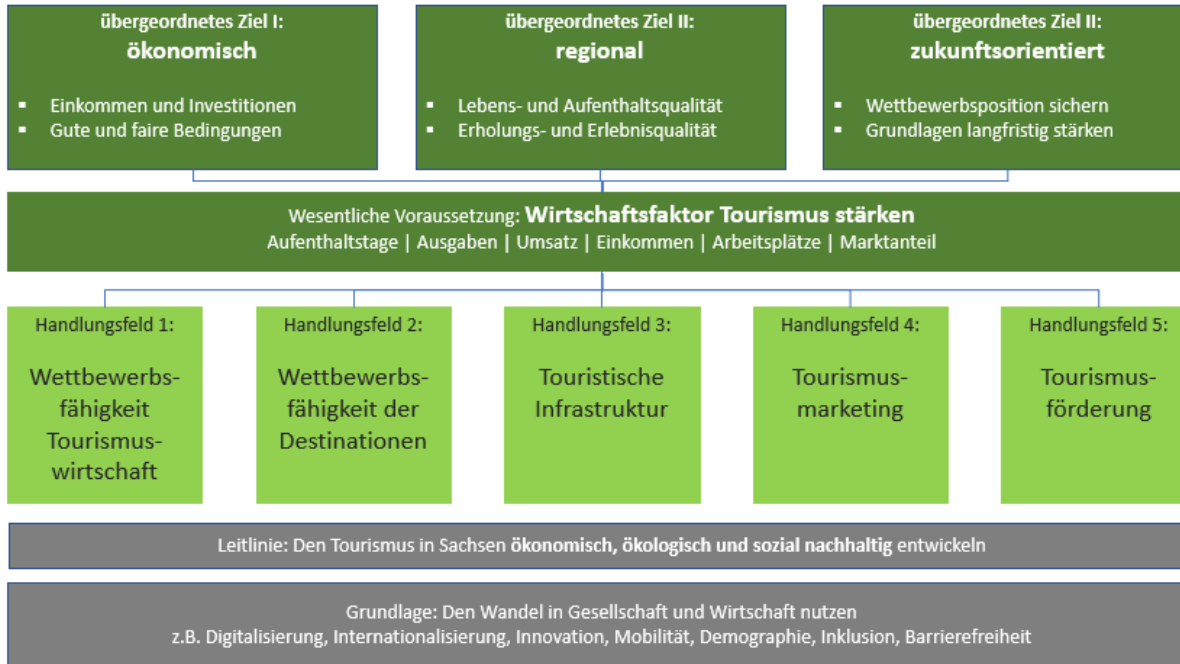 übergeordnetes Ziel I:
ökonomisch
▪ Einkommen und Investitionen
▪ Gute und faire Bedingungen
übergeordnetes Ziel II:
regional
▪ Lebens- und Aufenthaltsqualität
▪ Erholungs- und Erlebnisqualität
übergeordnetes Ziel II:
zukunftsorientiert
▪ Wettbewerbsposition sichern
▪ Grundlagen langfristig stärken
Wesentliche Voraussetzung: Wirtschaftsfaktor Tourismus stärken
Aufenthaltstage | Ausgaben | Umsatz | Einkommen | Arbeitsplätze | Marktanteil
Handlungsfeld 1:
Wettbewerbs-
fähigkeit
Tourismus-
wirtschaft
Handlungsfeld 2:
Wettbewerbs-
fähigkeit der
Destinationen
Handlungsfeld 3:
Touristische
Infrastruktur
Handlungsfeld 4:
Tourismus-
marketing
Handlungsfeld 5:
Tourismus-
förderung
Leitlinie: Den Tourismus in Sachsen ökonomisch, ökologisch und sozial nachhaltig entwickeln
Grundlage: Den Wandel in Gesellschaft und Wirtschaft nutzen
z.B. Digitalisierung, Internationalisierung, Innovation, Mobilität, Demographie, Inklusion, Barrierefreiheit